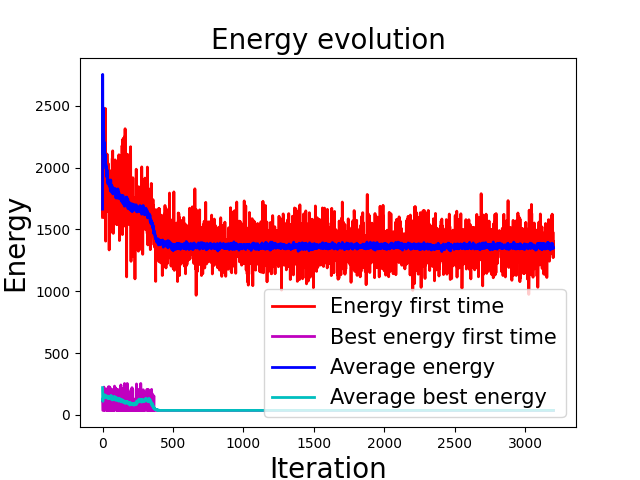 Energy evolution
Energy
2500
2000
1500
1000
500
0
Energy first time
Best energy first time
Average energy
Average best energy
0 500 1000 1500 2000 2500 3000
Iteration